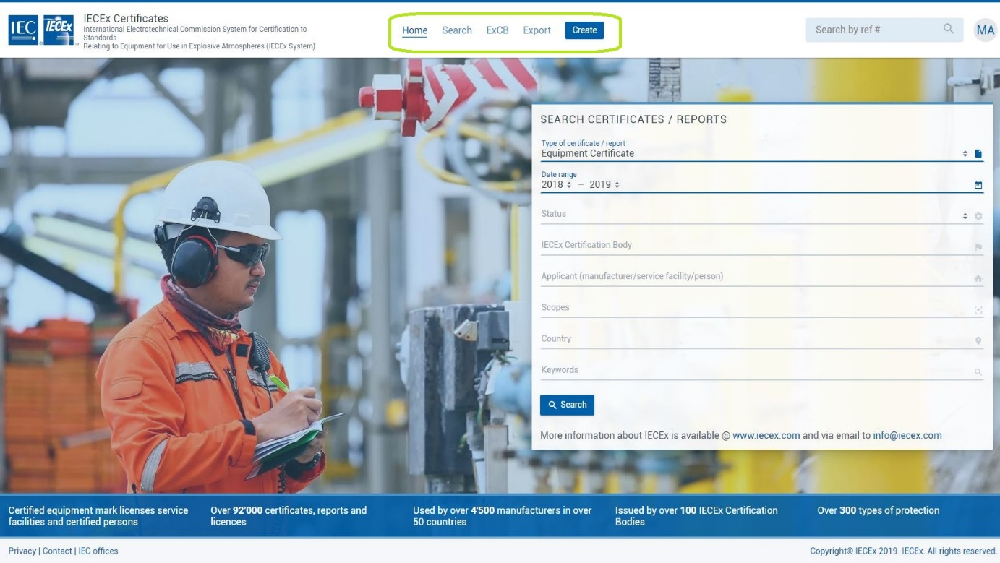 IEC IECEx
IECEx Certificates
International Electrotechnical Commission System for Certification to
Standards
Relating to Equipment for Use in Explosive Atmospheres (IECEx System)
Home Search ExCB Export Create
Search by ref #
MA
SEARCH CERTIFICATES / REPORTS
Type of certificate / report
Equipment Certificate
Date range
2018 – 2019
Status
IECEx Certification Body
Applicant (manufacturer/service facility/person)
Scopes
Country
Keywords
Search
More information about IECEx is available @ www.iecex.com and via email to info@iecex.com
Certified equipment mark licenses service
facilities and certified persons
Over 92'000 certificates, reports and
licences
Used by over 4'500 manufacturers in over
50 countries
Issued by over 100 IECEx Certification
Bodies
Over 300 types of protection
Privacy | Contact | IEC offices
Copyright© IECEx 2019. IECEx. All rights reserved.